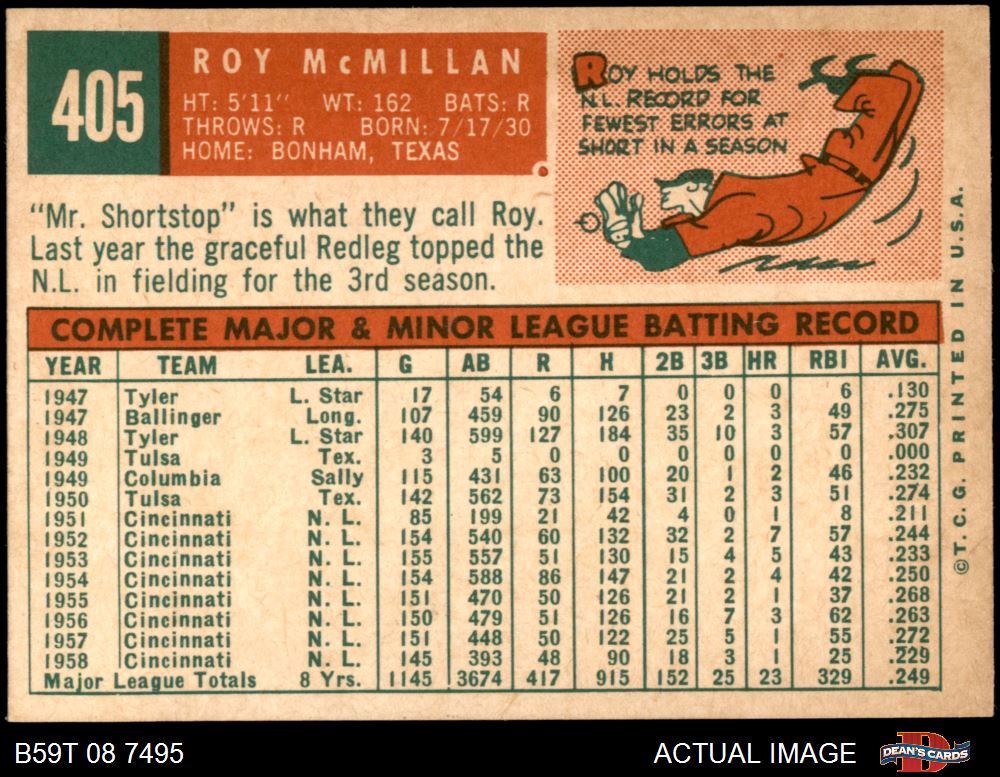 405
ROY McMILLAN
HT: 5'11" WT: 162 BATS: R
THROWS: R BORN: 7/17/30
HOME: BONHAM, TEXAS
ROY HOLDS THE
N.L. RECORD FOR
FEWEST ERRORS AT
SHORT IN A SEASON
"Mr. Shortstop" is what they call Roy.
Last year the graceful Redleg topped the
N.L. in fielding for the 3rd season.
COMPLETE MAJOR & MINOR LEAGUE BATTING RECORD
YEAR TEAM LEA. G AB R H 2B 3B HR RBI AVG.
1947 Tyler L. Star 17 54 6 7 0 0 0 6 .130
1947 Ballinger Long. 107 459 90 126 23 2 3 49 .275
1948 Tyler L. Star 140 599 127 184 35 10 3 57 .307
1949 Tulsa Tex. 3 5 0 0 0 0 0 0 .000
1949 Columbia Sally 115 431 63 100 20 1 2 46 .232
1950 Tulsa Tex. 142 562 73 154 31 2 3 51 .274
1951 Cincinnati N. L. 85 199 21 42 4 0 1 8 .211
1952 Cincinnati N. L. 154 540 60 132 32 2 7 57 .244
1953 Cincinnati N. L. 155 557 51 130 15 4 5 43 .233
1954 Cincinnati N. L. 154 588 86 147 21 2 4 42 .250
1955 Cincinnati N. L. 151 470 50 126 21 2 1 37 .268
1956 Cincinnati N. L. 150 479 51 126 16 7 3 62 .263
1957 Cincinnati N. L. 151 448 50 122 25 5 1 55 .272
1958 Cincinnati N. L. 145 393 48 90 18 3 1 25 .229
Major League Totals 8 Yrs. 1145 3674 417 915 152 25 23 329 .249
©T. C. G. PRINTED IN U.S.A.
B59T 08 7495
ACTUAL IMAGE
DEAN'S CARDS